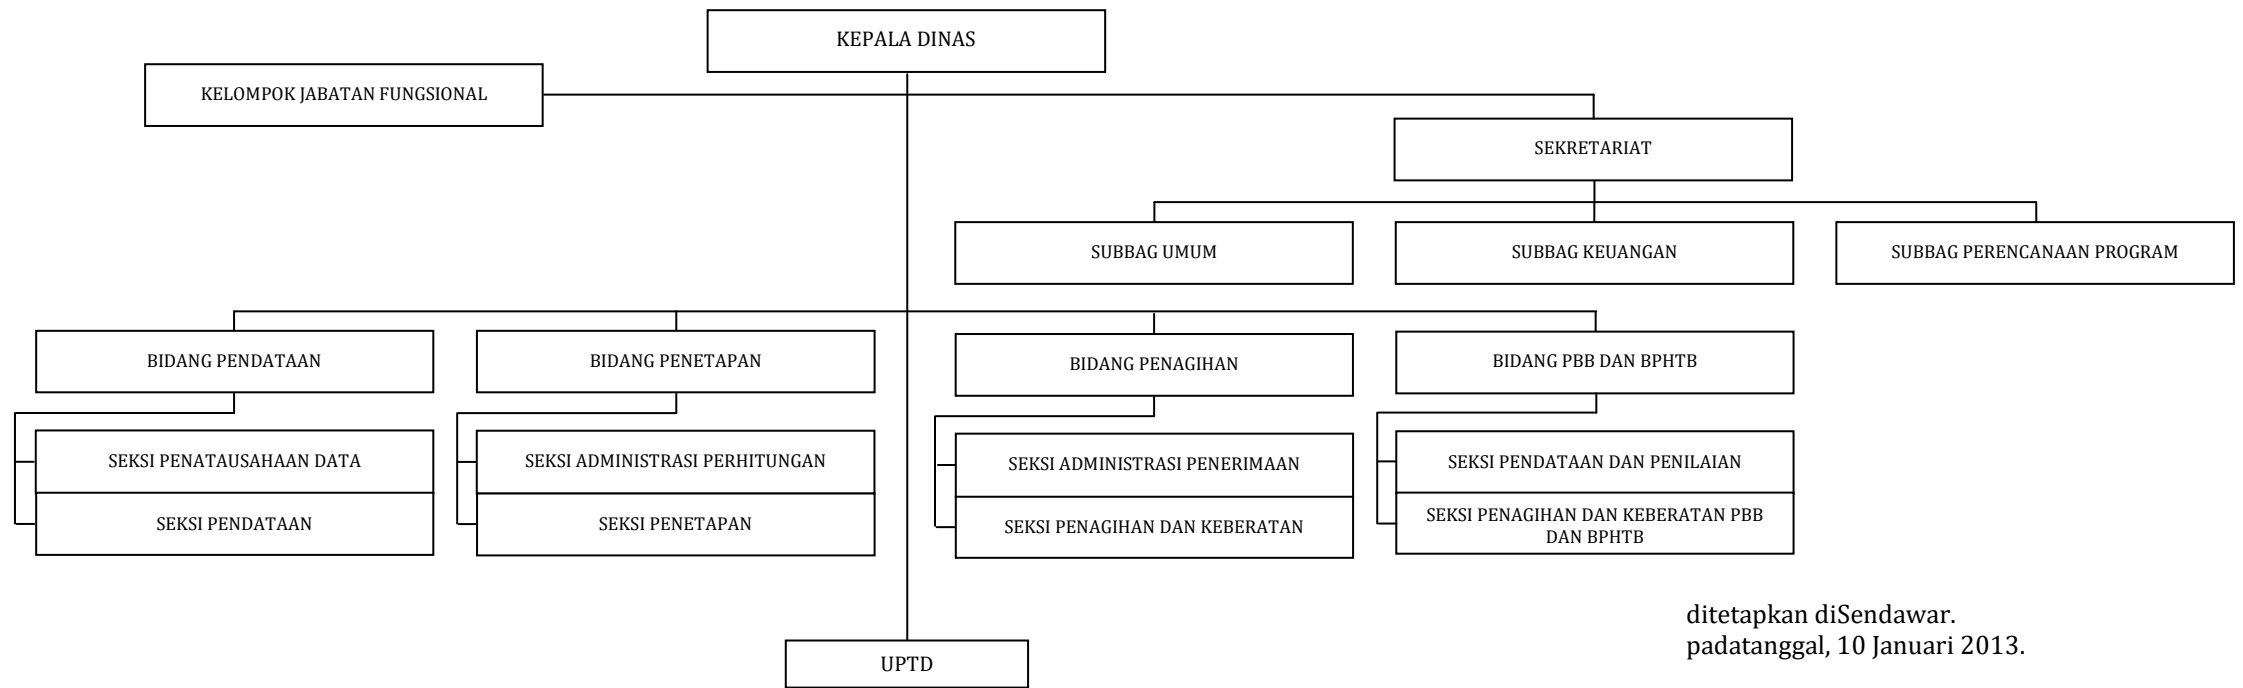 KEPALA DINAS
KELOMPOK JABATAN FUNGSIONAL
SEKRETARIAT
SUBBAG UMUM
SUBBAG KEUANGAN
SUBBAG PERENCANAAN PROGRAM
BIDANG PENDATAAN
BIDANG PENETAPAN
BIDANG PENAGIHAN
BIDANG PBB DAN BPHTB
SEKSI PENATAUSAHAAN DATA
SEKSI PENDATAAN
SEKSI ADMINISTRASI PERHITUNGAN
SEKSI PENETAPAN
SEKSI ADMINISTRASI PENERIMAAN
SEKSI PENAGIHAN DAN KEBERATAN
SEKSI PENDATAAN DAN PENILAIAN
SEKSI PENAGIHAN DAN KEBERATAN PBB
DAN BPHTB
UPTD
ditetapkan diSendawar.
padatanggal, 10 Januari 2013.